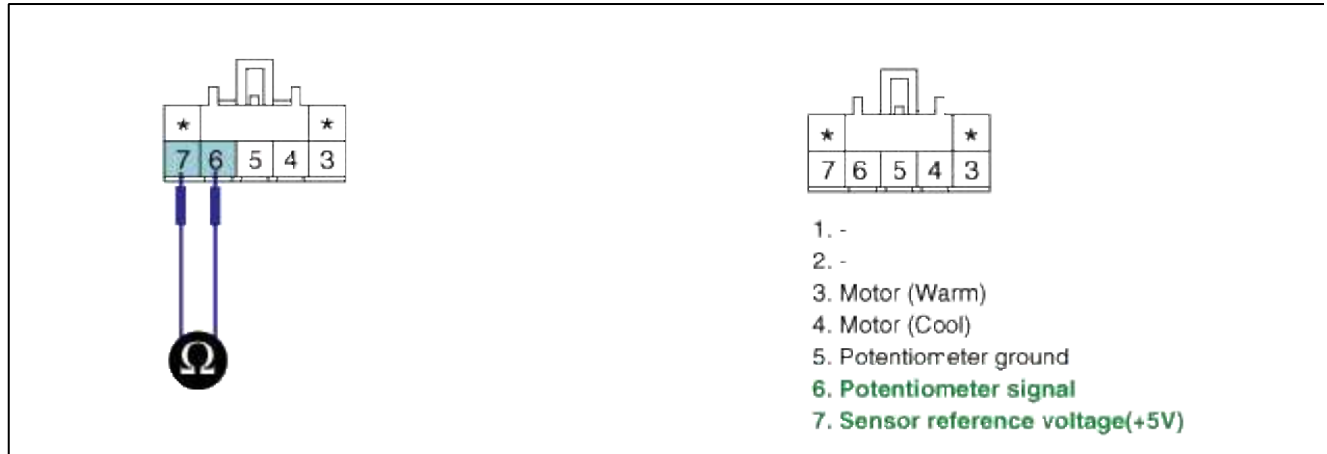 * *
7 6 5 4 3
Ω
* *
7 6 5 4 3
1. -
2. -
3. Motor (Warm)
4. Motor (Cool)
5. Potentiometer ground
6. Potentiometer signal
7. Sensor reference voltage(+5V)